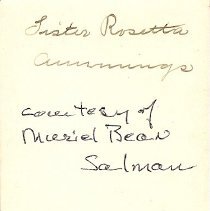 Sister Rosetta
Cummings
courtesy of
Muriel Bean
Salman